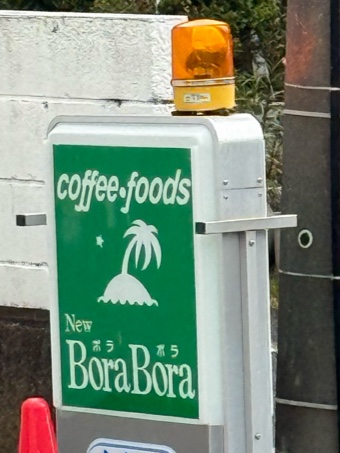 coffee・foods
New
ボラ ボラ
BoraBora